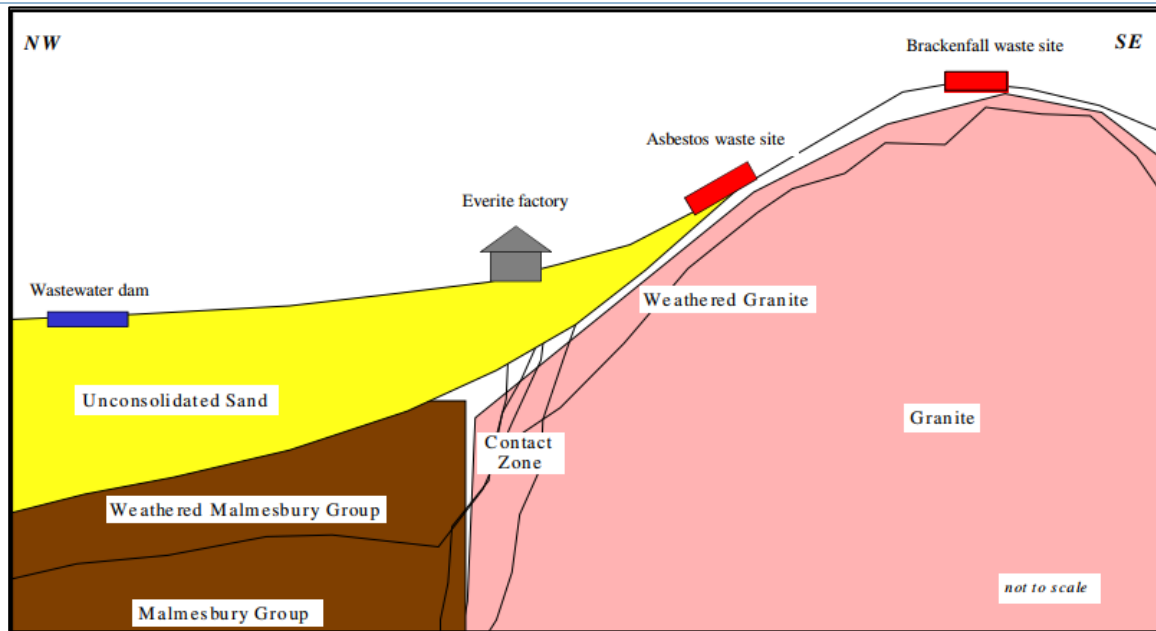 NW
Brackenfall waste site
SE
Asbestos waste site
Everite factory
Wastewater dam
Weathered Granite
Unconsolidated Sand
Granite
Contact
Zone
Weathered Malmesbury Group
not to scale
Malmesbury Group